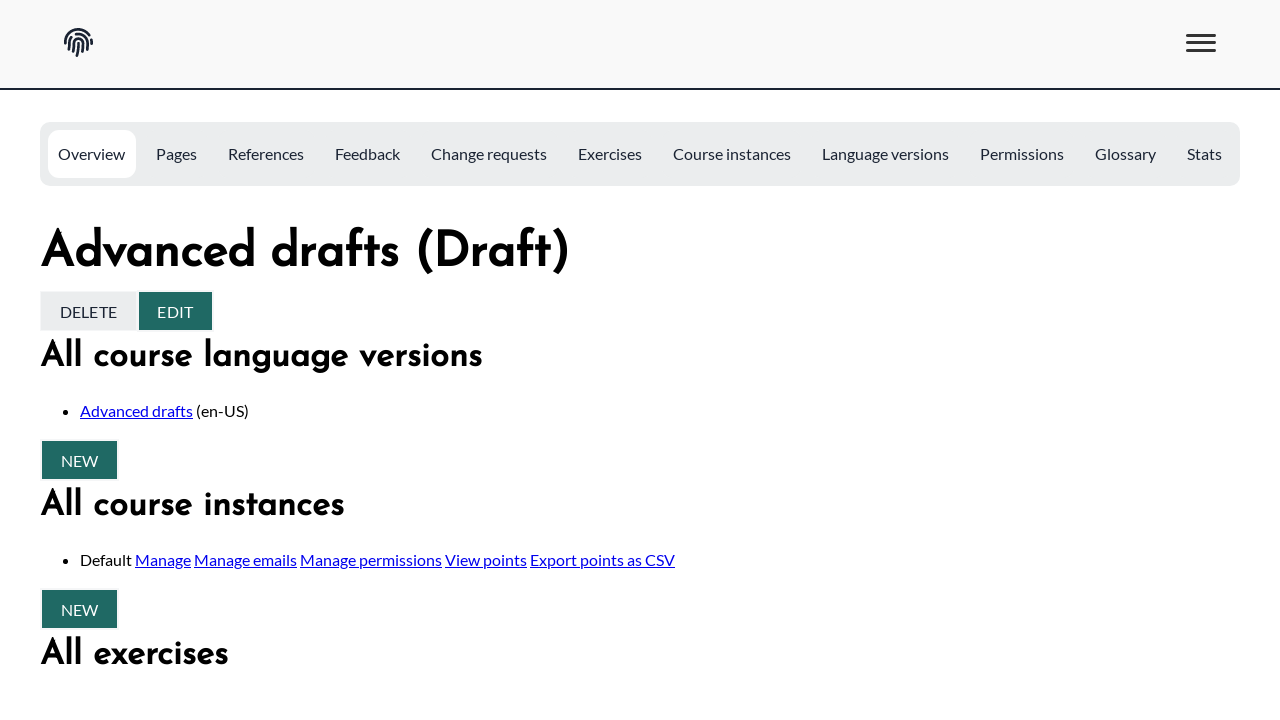 Overview Pages References Feedback Change requests Exercises Course instances Language versions Permissions Glossary Stats
Advanced drafts (Draft)
DELETE EDIT
All course language versions
Advanced drafts (en-US)
NEW
All course instances
Default Manage Manage emails Manage permissions View points Export points as CSV
NEW
All exercises